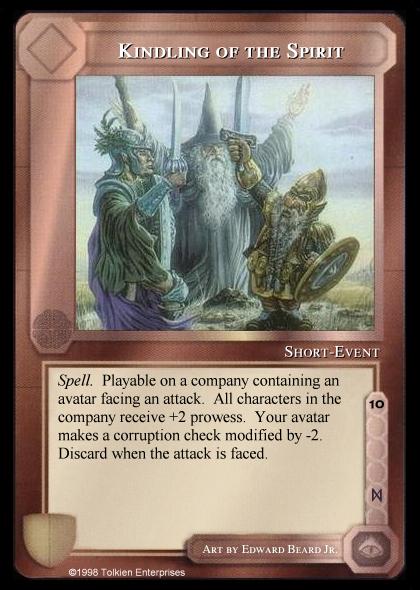 KINDLING OF THE SPIRIT
SHORT-EVENT
Spell. Playable on a company containing an
avatar facing an attack. All characters in the
company receive +2 prowess. Your avatar
makes a corruption check modified by -2.
Discard when the attack is faced.
10
ᛞ
ART BY EDWARD BEARD JR.
©1998 Tolkien Enterprises